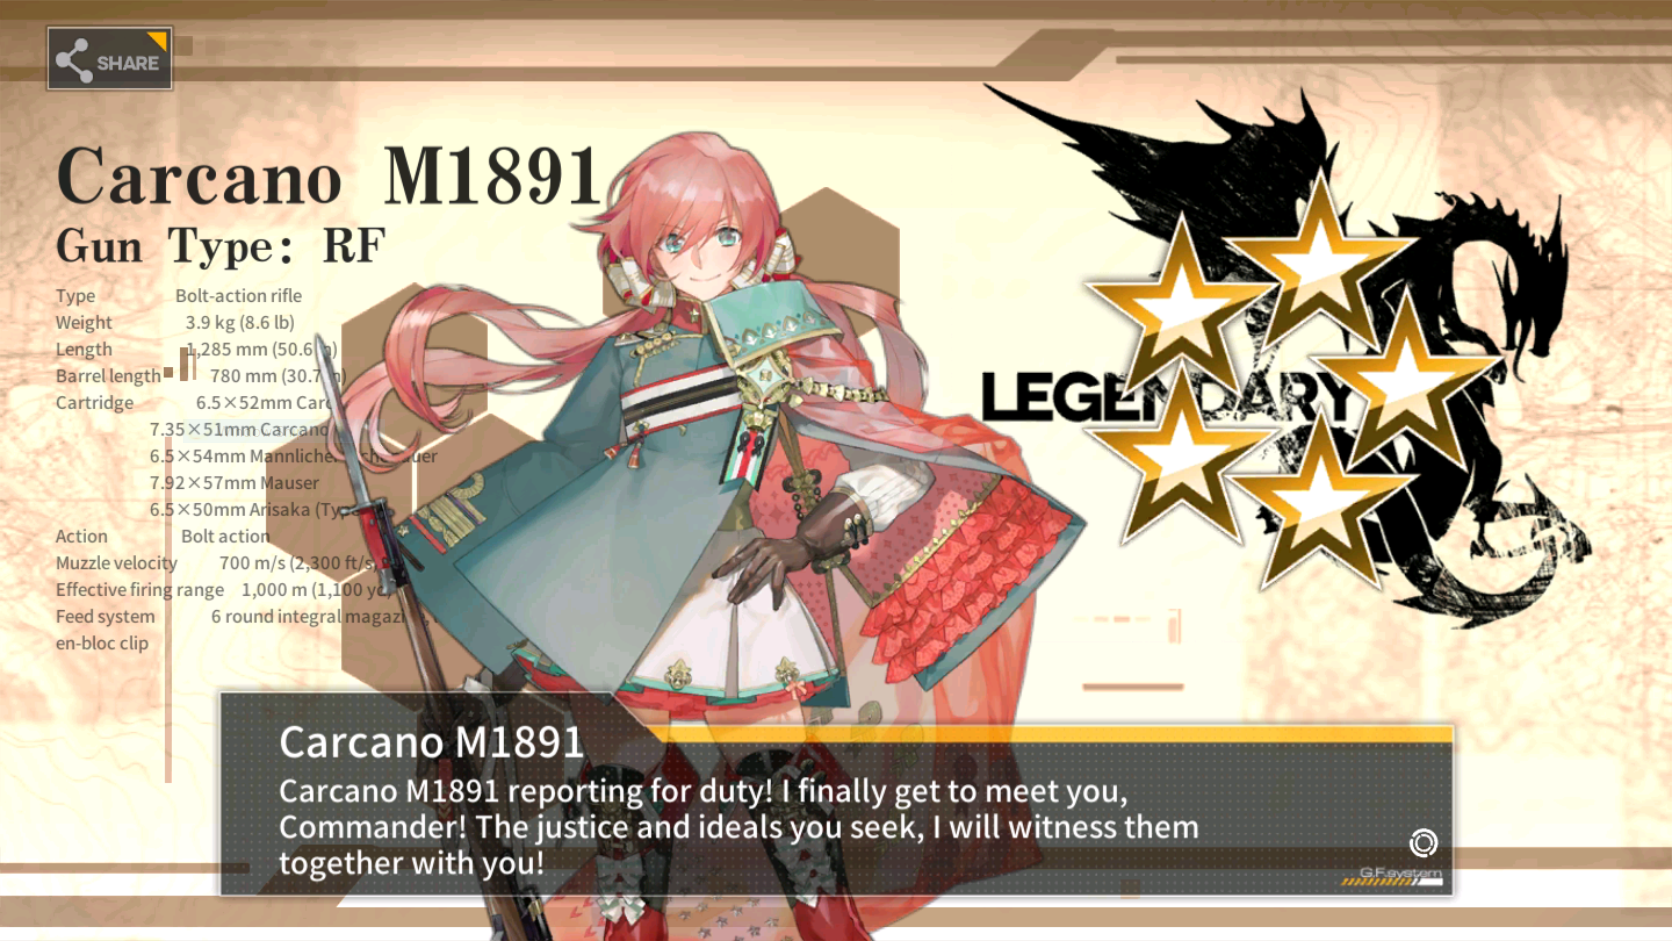 SHARE
Carcano M1891
Gun Type: RF
Type Bolt-action rifle
Weight 3.9 kg (8.6 lb)
Length 1,285 mm (50.6 in)
Barrel length 780 mm (30.7 in)
Cartridge 6.5×52mm
7.35×51mm Carcano
6.5×54mm
7.92×57mm Mauser
6.5×50mm Arisaka
Action Bolt action
Muzzle velocity 700 m/s (2,300 ft/s)
Effective firing range 1,000 m (1,100 yd)
Feed system 6 round integral
en-bloc clip
LEGENDARY
Carcano M1891
Carcano M1891 reporting for duty! I finally get to meet you,
Commander! The justice and ideals you seek, I will witness them
together with you!
G.F.system